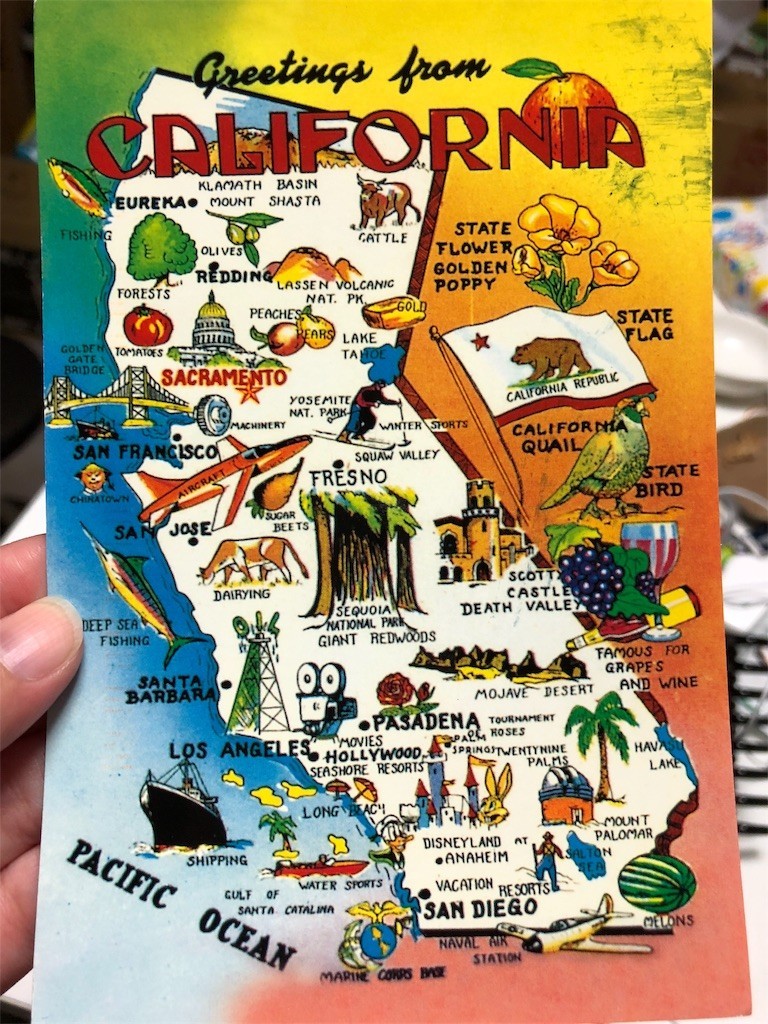 Greetings from
CALIFORNIA
KLAMATH BASIN
EUREKA
MOUNT SHASTA
FISHING
CATTLE
STATE
FLOWER
GOLDEN
POPPY
OLIVES
REDDING
LASSEN VOLCANIC
NAT. PK.
FORESTS
GOLD
PEACHES
PEARS
LAKE
TAHOE
STATE
FLAG
TOMATOES
GOLDEN
GATE
BRIDGE
SACRAMENTO
CALIFORNIA REPUBLIC
YOSEMITE
NAT. PARK
MACHINERY
WINTER SPORTS
CALIFORNIA
QUAIL
SAN FRANCISCO
SQUAW VALLEY
STATE
BIRD
FRESNO
AIRCRAFT
CHINATOWN
SUGAR
BEETS
SAN JOSE
DAIRYING
SCOTTY
CASTLE
DEATH VALLEY
SEQUOIA
NATIONAL PARK
GIANT REDWOODS
DEEP SEA
FISHING
FAMOUS FOR
GRAPES
AND WINE
SANTA
BARBARA
MOJAVE DESERT
PASADENA
TOURNAMENT
OF ROSES
MOVIES
LOS ANGELES
HOLLYWOOD
SEASHORE RESORTS
PALM
SPRINGS
TWENTYNINE
PALMS
HAVASU
LAKE
LONG BEACH
MOUNT
PALOMAR
SHIPPING
DISNEYLAND AT
ANAHEIM
SALTON
SEA
WATER SPORTS
VACATION RESORTS
GULF OF
SANTA CATALINA
SAN DIEGO
MELONS
PACIFIC OCEAN
NAVAL AIR
STATION
MARINE CORPS BASE